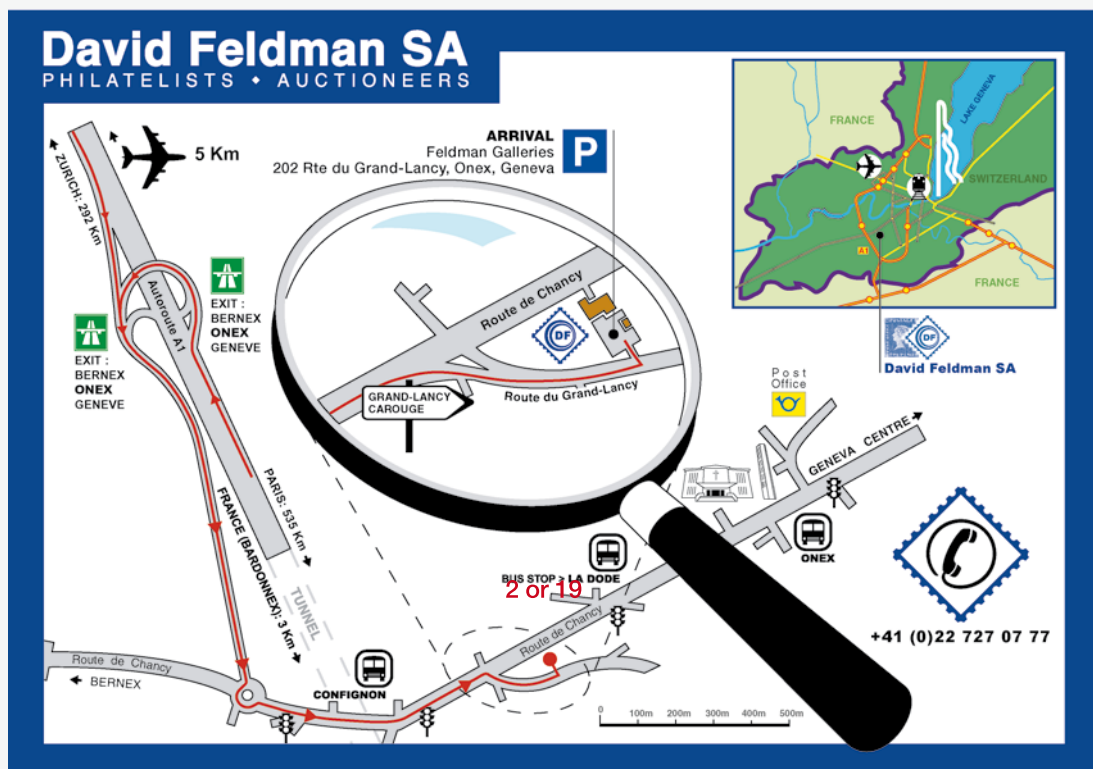 David Feldman SA
PHILATELISTS • AUCTIONEERS
5 Km
ZURICH: 292 Km
ARRIVAL
Feldman Galleries
202 Rte du Grand-Lancy, Onex, Geneva
P
FRANCE
LAKE GENEVA
SWITZERLAND
A1
FRANCE
DF
David Feldman SA
Autoroute A1
EXIT :
BERNEX
ONEX
GENEVE
EXIT :
BERNEX
ONEX
GENEVE
Route de Chancy
DF
Route du Grand-Lancy
GRAND-LANCY
CAROUGE
Post
Office
GENEVA CENTRE
PARIS: 535 Km
FRANCE (BARDONNEX): 3 Km
TUNNEL
ONEX
BUS STOP > LA DODE
2 or 19
Route de Chancy
+41 (0)22 727 07 77
Route de Chancy
BERNEX
CONFIGNON
0 100m 200m 300m 400m 500m